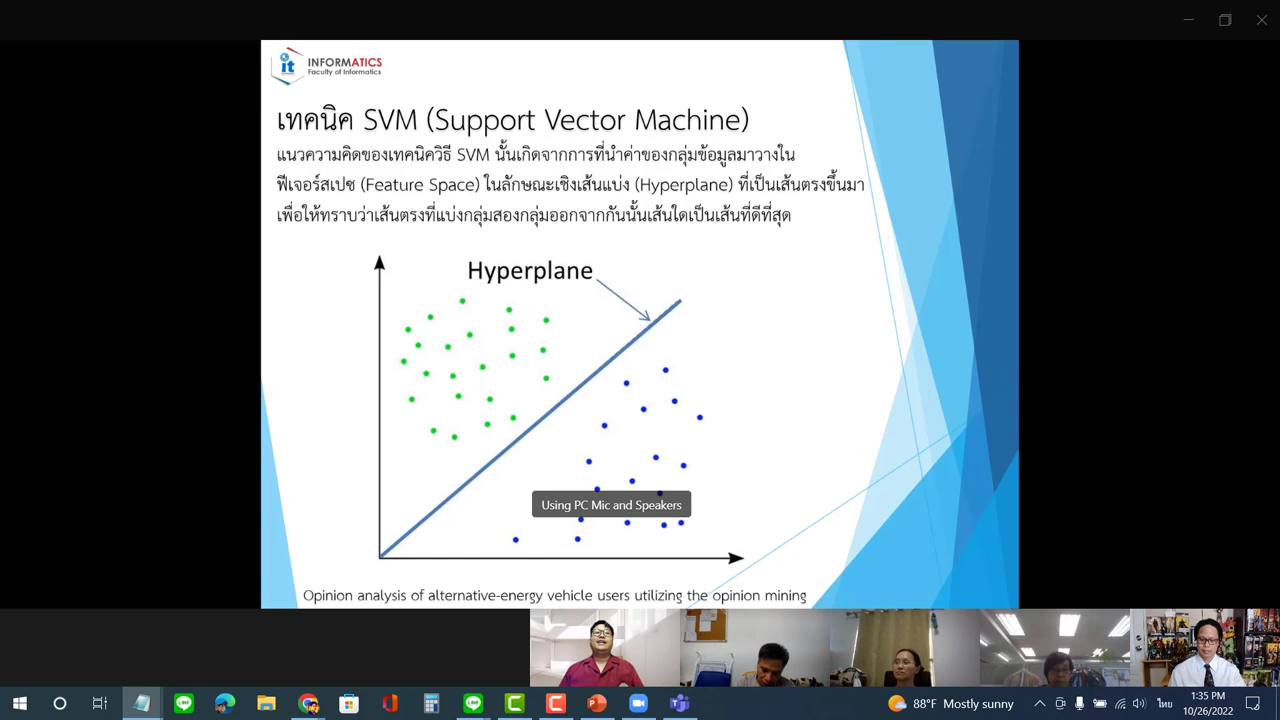 it
INFORMATICS
Faculty of Informatics
เทคนิค SVM (Support Vector Machine)
แนวความคิดของเทคนิควิธี SVM นั้นเกิดจากการที่นำค่าของกลุ่มข้อมูลมาวางใน
ฟีเจอร์สเปซ (Feature Space) ในลักษณะเชิงเส้นแบ่ง (Hyperplane) ที่เป็นเส้นตรงขึ้นมา
เพื่อให้ทราบว่าเส้นตรงที่แบ่งกลุ่มสองกลุ่มออกจากกันนั้นเส้นใดเป็นเส้นที่ดีที่สุด
Hyperplane
Using PC Mic and Speakers
Opinion analysis of alternative-energy vehicle users utilizing the opinion mining
88°F Mostly sunny
ไทย
1:35 PM
10/26/2022